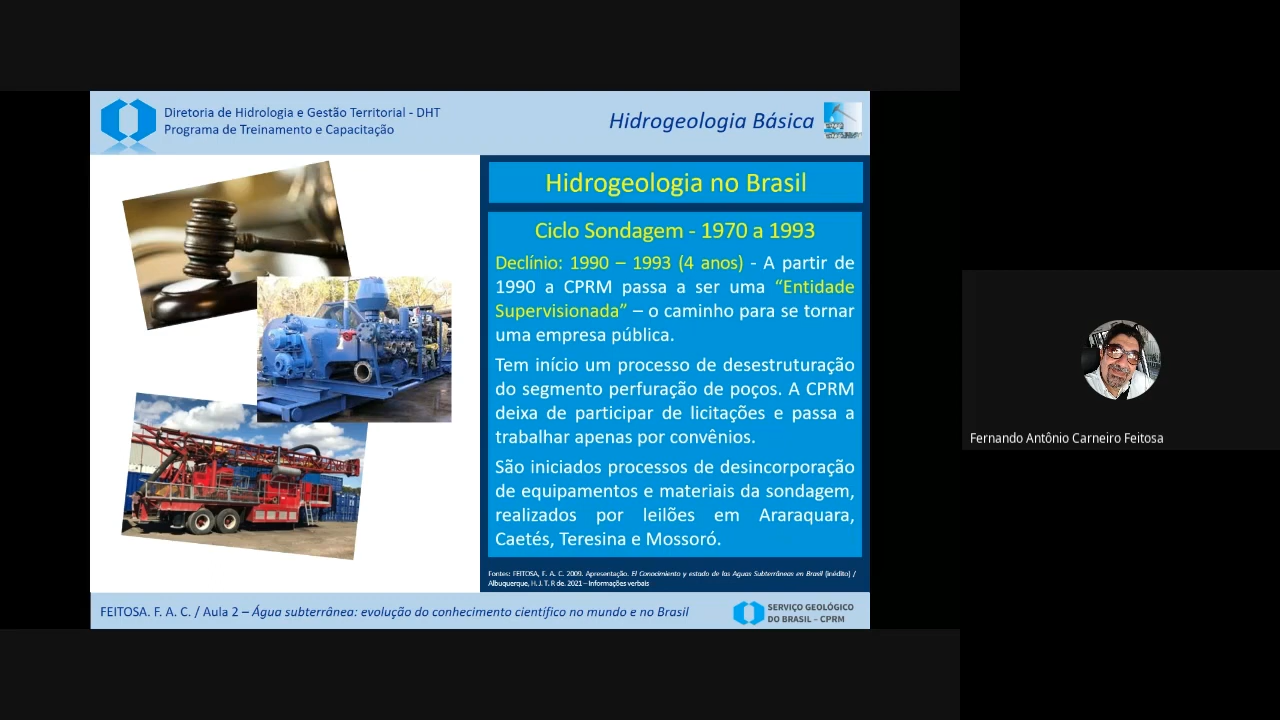 Diretoria de Hidrologia e Gestão Territorial - DHT
Programa de Treinamento e Capacitação
Hidrogeologia Básica
Hidrogeologia no Brasil
Ciclo Sondagem - 1970 a 1993
Declínio: 1990 – 1993 (4 anos) - A partir de
1990 a CPRM passa a ser uma “Entidade
Supervisionada” – o caminho para se tornar
uma empresa pública.
Tem início um processo de desestruturação
do segmento perfuração de poços. A CPRM
deixa de participar de licitações e passa a
trabalhar apenas por convênios.
São iniciados processos de desincorporação
de equipamentos e materiais da sondagem,
realizados por leilões em Araraquara,
Caetés, Teresina e Mossoró.
Fontes: FEITOSA, F. A. C. 2009. Apresentação. El Conocimiento y estado de las Aguas Subterrâneas en Brasil (inédito) /
Albuquerque, H. J. T. R de. 2021 – Informações verbais
FEITOSA. F. A. C. / Aula 2 – Água subterrânea: evolução do conhecimento científico no mundo e no Brasil
SERVIÇO GEOLÓGICO
DO BRASIL – CPRM
Fernando Antônio Carneiro Feitosa